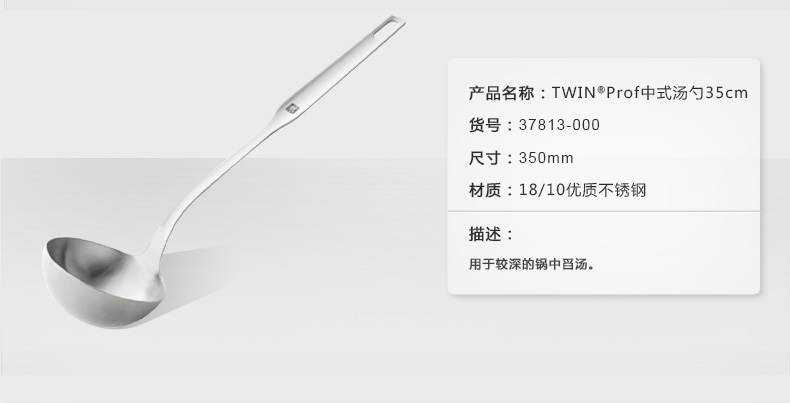 产品名称：TWIN®Prof中式汤勺35cm
货号：37813-000
尺寸：350mm
材质：18/10优质不锈钢
描述：
用于较深的锅中舀汤。